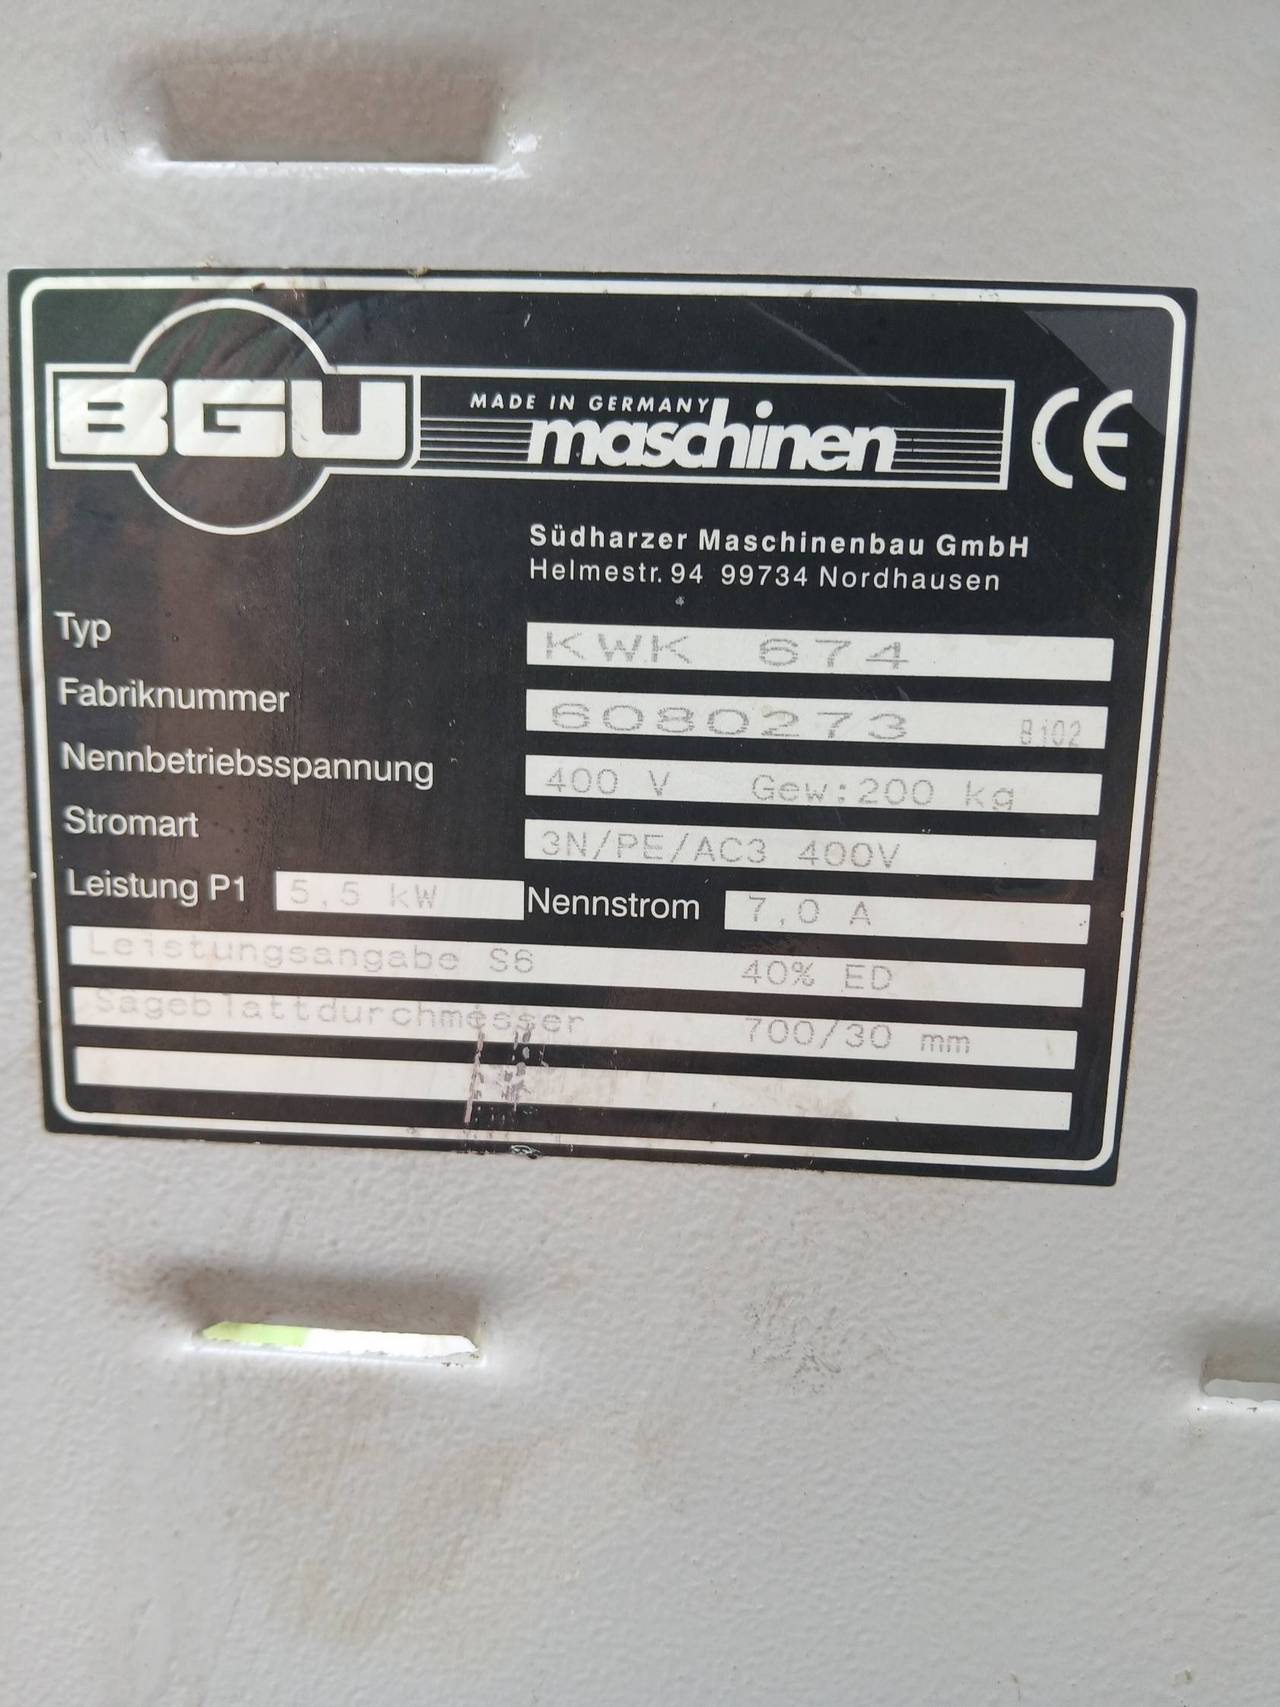 BGU MADE IN GERMANY maschinen CE
Südharzer Maschinenbau GmbH
Helmestr. 94 99734 Nordhausen
Typ KWK 674
Fabriknummer 6080273 Bj02
Nennbetriebsspannung 400 V Gew:200 kg
Stromart 3N/PE/AC3 400V
Leistung P1 5,5 kW Nennstrom 7,0 A
Leistungsangabe S6 40% ED
Sägeblattdurchmesser 700/30 mm